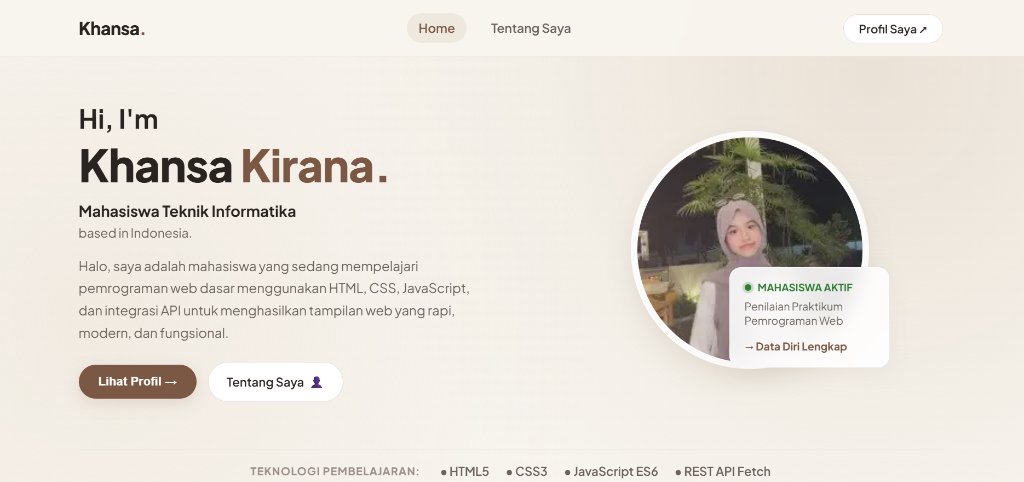 Khansa.
Home
Tentang Saya
Profil Saya ↗
Hi, I'm
Khansa Kirana.
Mahasiswa Teknik Informatika
based in Indonesia.
Halo, saya adalah mahasiswa yang sedang mempelajari
pemrograman web dasar menggunakan HTML, CSS, JavaScript,
dan integrasi API untuk menghasilkan tampilan web yang rapi,
modern, dan fungsional.
Lihat Profil →
Tentang Saya 👤
MAHASISWA AKTIF
Penilaian Praktikum
Pemrograman Web
→ Data Diri Lengkap
TEKNOLOGI PEMBELAJARAN: • HTML5 • CSS3 • JavaScript ES6 • REST API Fetch